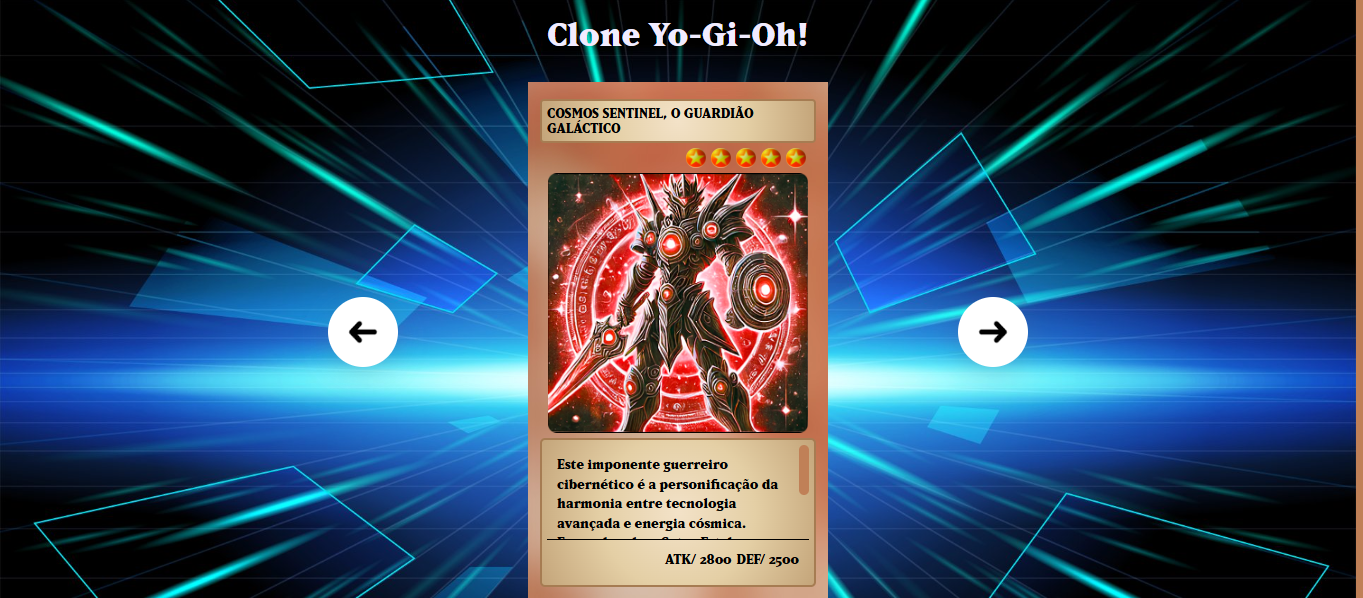 Clone Yo-Gi-Oh!
COSMOS SENTINEL, O GUARDIÃO
GALÁCTICO
Este imponente guerreiro
cibernético é a personificação da
harmonia entre tecnologia
avançada e energia cósmica.
ATK/ 2800 DEF/ 2500